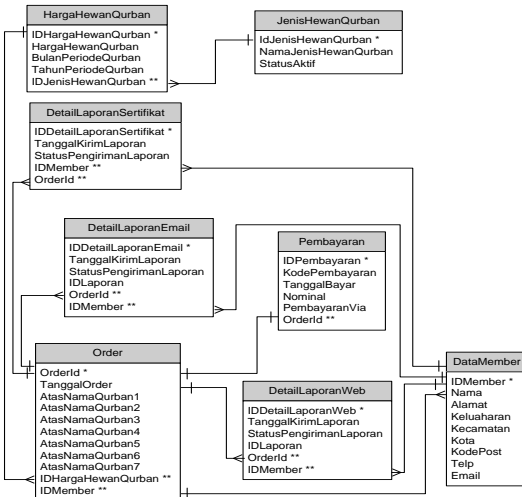 HargaHewanQurban
IDHargaHewanQurban *
HargaHewanQurban
BulanPeriodeQurban
TahunPeriodeQurban
IDJenisHewanQurban **
JenisHewanQurban
IdJenisHewanQurban *
NamaJenisHewanQurban
StatusAktif
DetailLaporanSertifikat
IDDetailLaporanSertifikat *
TanggalKirimLaporan
StatusPengirimanLaporan
IDMember **
OrderId **
DetailLaporanEmail
IDDetailLaporanEmail *
TanggalKirimLaporan
StatusPengirimanLaporan
IDLaporan
OrderId **
IDMember **
Pembayaran
IDPembayaran *
KodePembayaran
TanggalBayar
Nominal
PembayaranVia
OrderId **
Order
OrderId *
TanggalOrder
AtasNamaQurban1
AtasNamaQurban2
AtasNamaQurban3
AtasNamaQurban4
AtasNamaQurban5
AtasNamaQurban6
AtasNamaQurban7
IDHargaHewanQurban **
IDMember **
DetailLaporanWeb
IDDetailLaporanWeb *
TanggalKirimLaporan
StatusPengirimanLaporan
IDLaporan
OrderId **
IDMember **
DataMember
IDMember *
Nama
Alamat
Keluaharan
Kecamatan
Kota
KodePost
Telp
Email